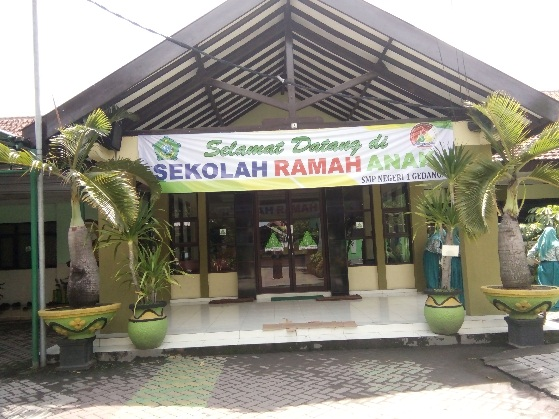 Selamat Datang di
SEKOLAH RAMAH ANAK
SMP NEGERI 1 GEDANGAN